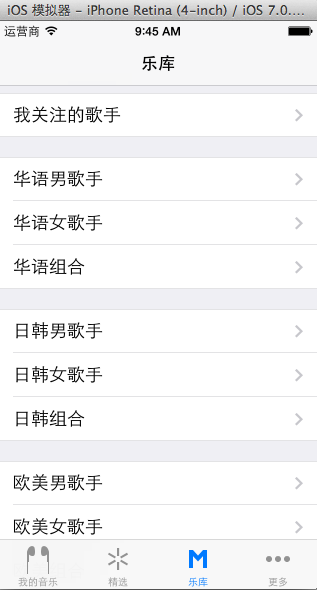 iOS 模拟器 - iPhone Retina (4-inch) / iOS 7.0....
运营商 9:45 AM
乐库
我关注的歌手
华语男歌手
华语女歌手
华语组合
日韩男歌手
日韩女歌手
日韩组合
欧美男歌手
欧美女歌手
我的音乐 精选 乐库 更多